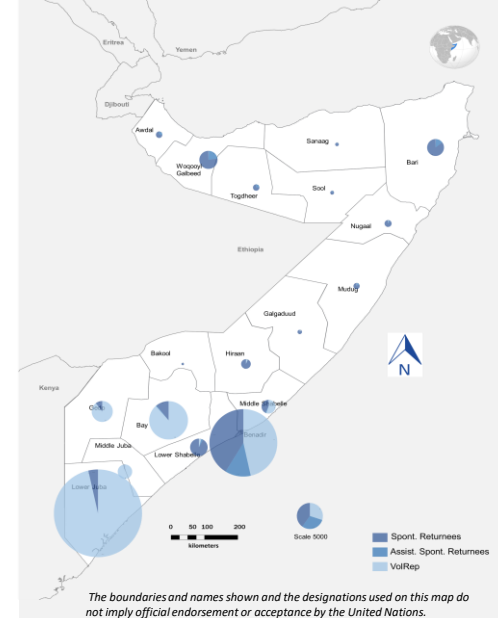 Eritrea
Yemen
Djibouti
Awdal
Sanaag
Woqooyi
Galbeed
Bari
Togdheer
Sool
Nugaal
Ethiopia
Mudug
Galgaduud
Bakool
Hiraan
N
Kenya
Gedo
Middle Shabelle
Bay
Banadir
Middle Juba
Lower Shabelle
Lower Juba
0 50 100 200
kilometers
Scale 5000
Spont. Returnees
Assist. Spont. Returnees
VolRep
The boundaries and names shown and the designations used on this map do
not imply official endorsement or acceptance by the United Nations.